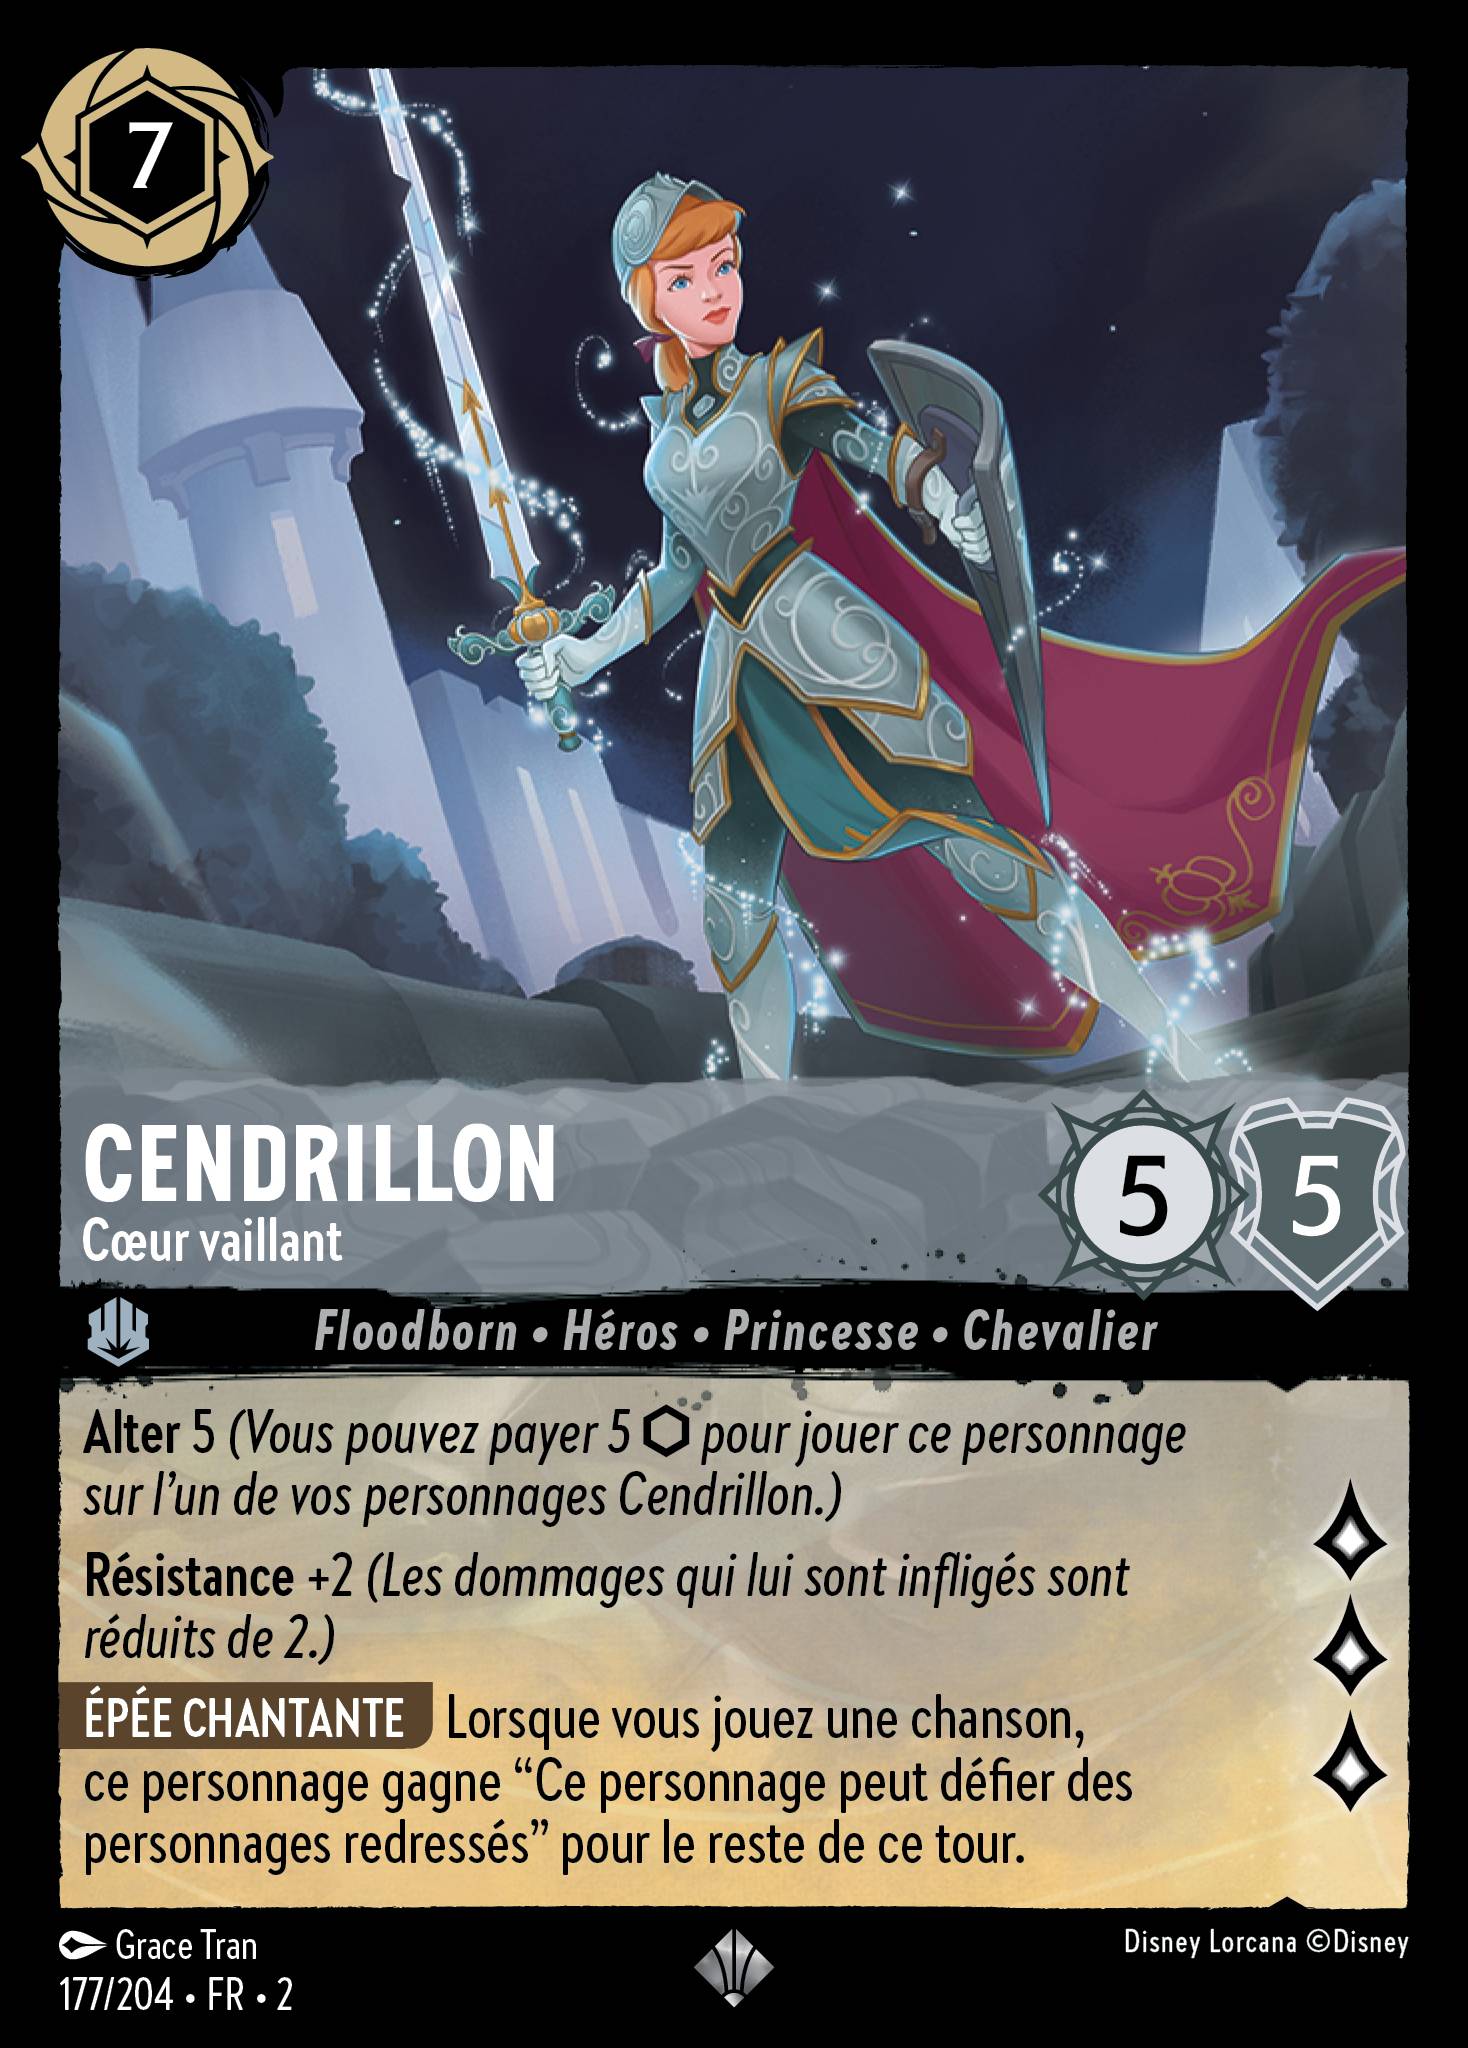 7
CENDRILLON
Cœur vaillant
5 5
Floodborn • Héros • Princesse • Chevalier
Alter 5 (Vous pouvez payer 5 ⬡ pour jouer ce personnage
sur l’un de vos personnages Cendrillon.)
Résistance +2 (Les dommages qui lui sont infligés sont
réduits de 2.)
ÉPÉE CHANTANTE Lorsque vous jouez une chanson,
ce personnage gagne “Ce personnage peut défier des
personnages redressés” pour le reste de ce tour.
Grace Tran
Disney Lorcana ©Disney
177/204 • FR • 2